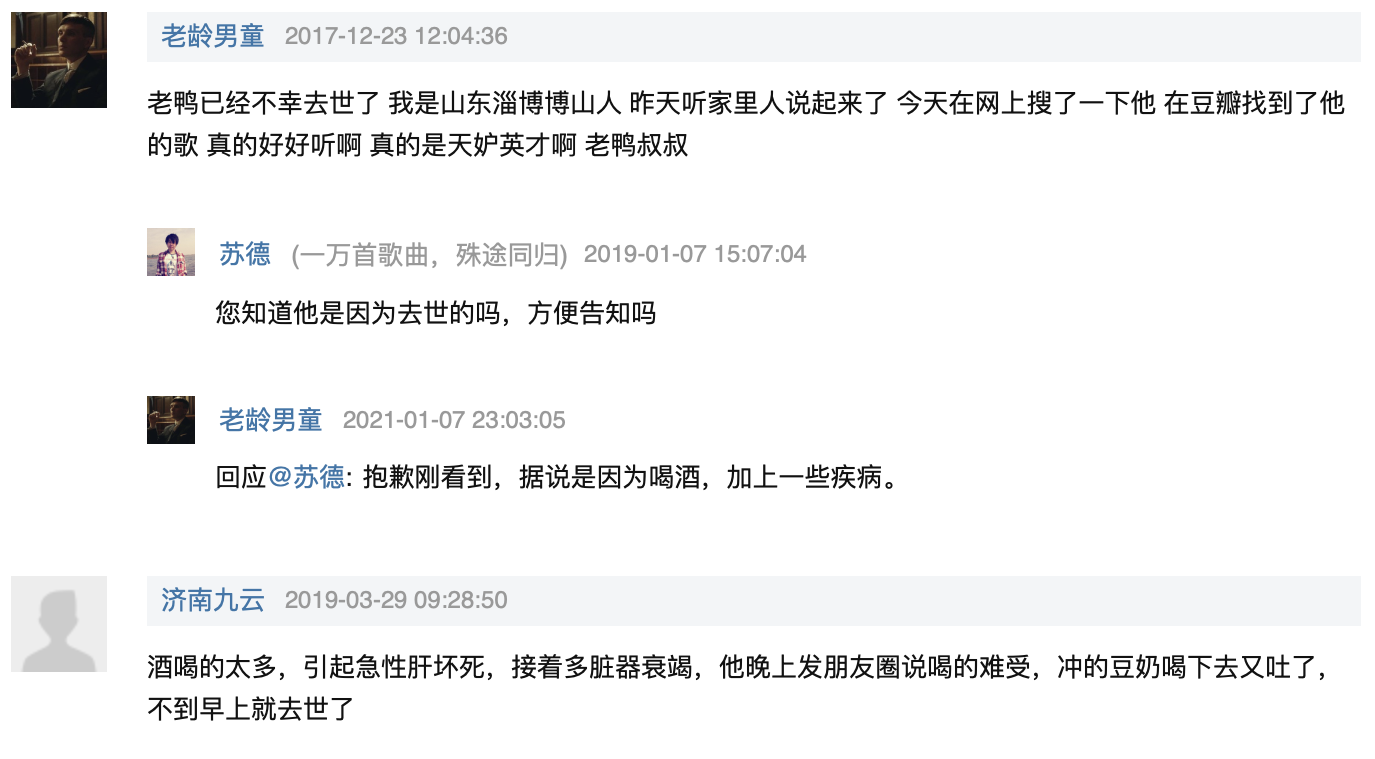 老龄男童 2017-12-23 12:04:36
老鸭已经不幸去世了 我是山东淄博博山人 昨天听家里人说起来了 今天在网上搜了一下他 在豆瓣找到了他
的歌 真的好好听啊 真的是天妒英才啊 老鸭叔叔
苏德 (一万首歌曲，殊途同归) 2019-01-07 15:07:04
您知道他是因为去世的吗，方便告知吗
老龄男童 2021-01-07 23:03:05
回应@苏德: 抱歉刚看到，据说是因为喝酒，加上一些疾病。
济南九云 2019-03-29 09:28:50
酒喝的太多，引起急性肝坏死，接着多脏器衰竭，他晚上发朋友圈说喝的难受，冲的豆奶喝下去又吐了，
不到早上就去世了